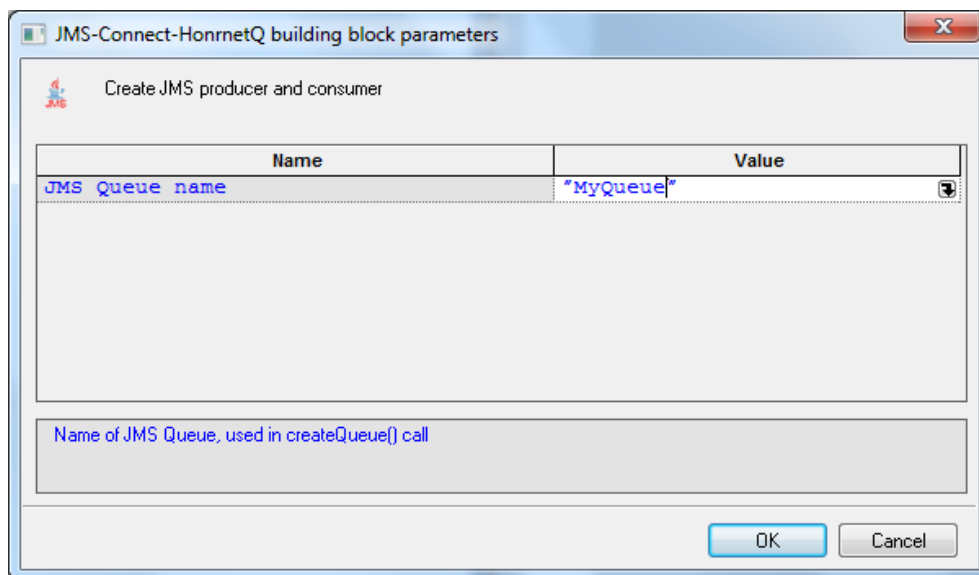 JMS-Connect-HonrnetQ building block parameters
X
JMS
Create JMS producer and consumer
Name Value
JMS Queue name "MyQueue"
Name of JMS Queue, used in createQueue() call
OK Cancel